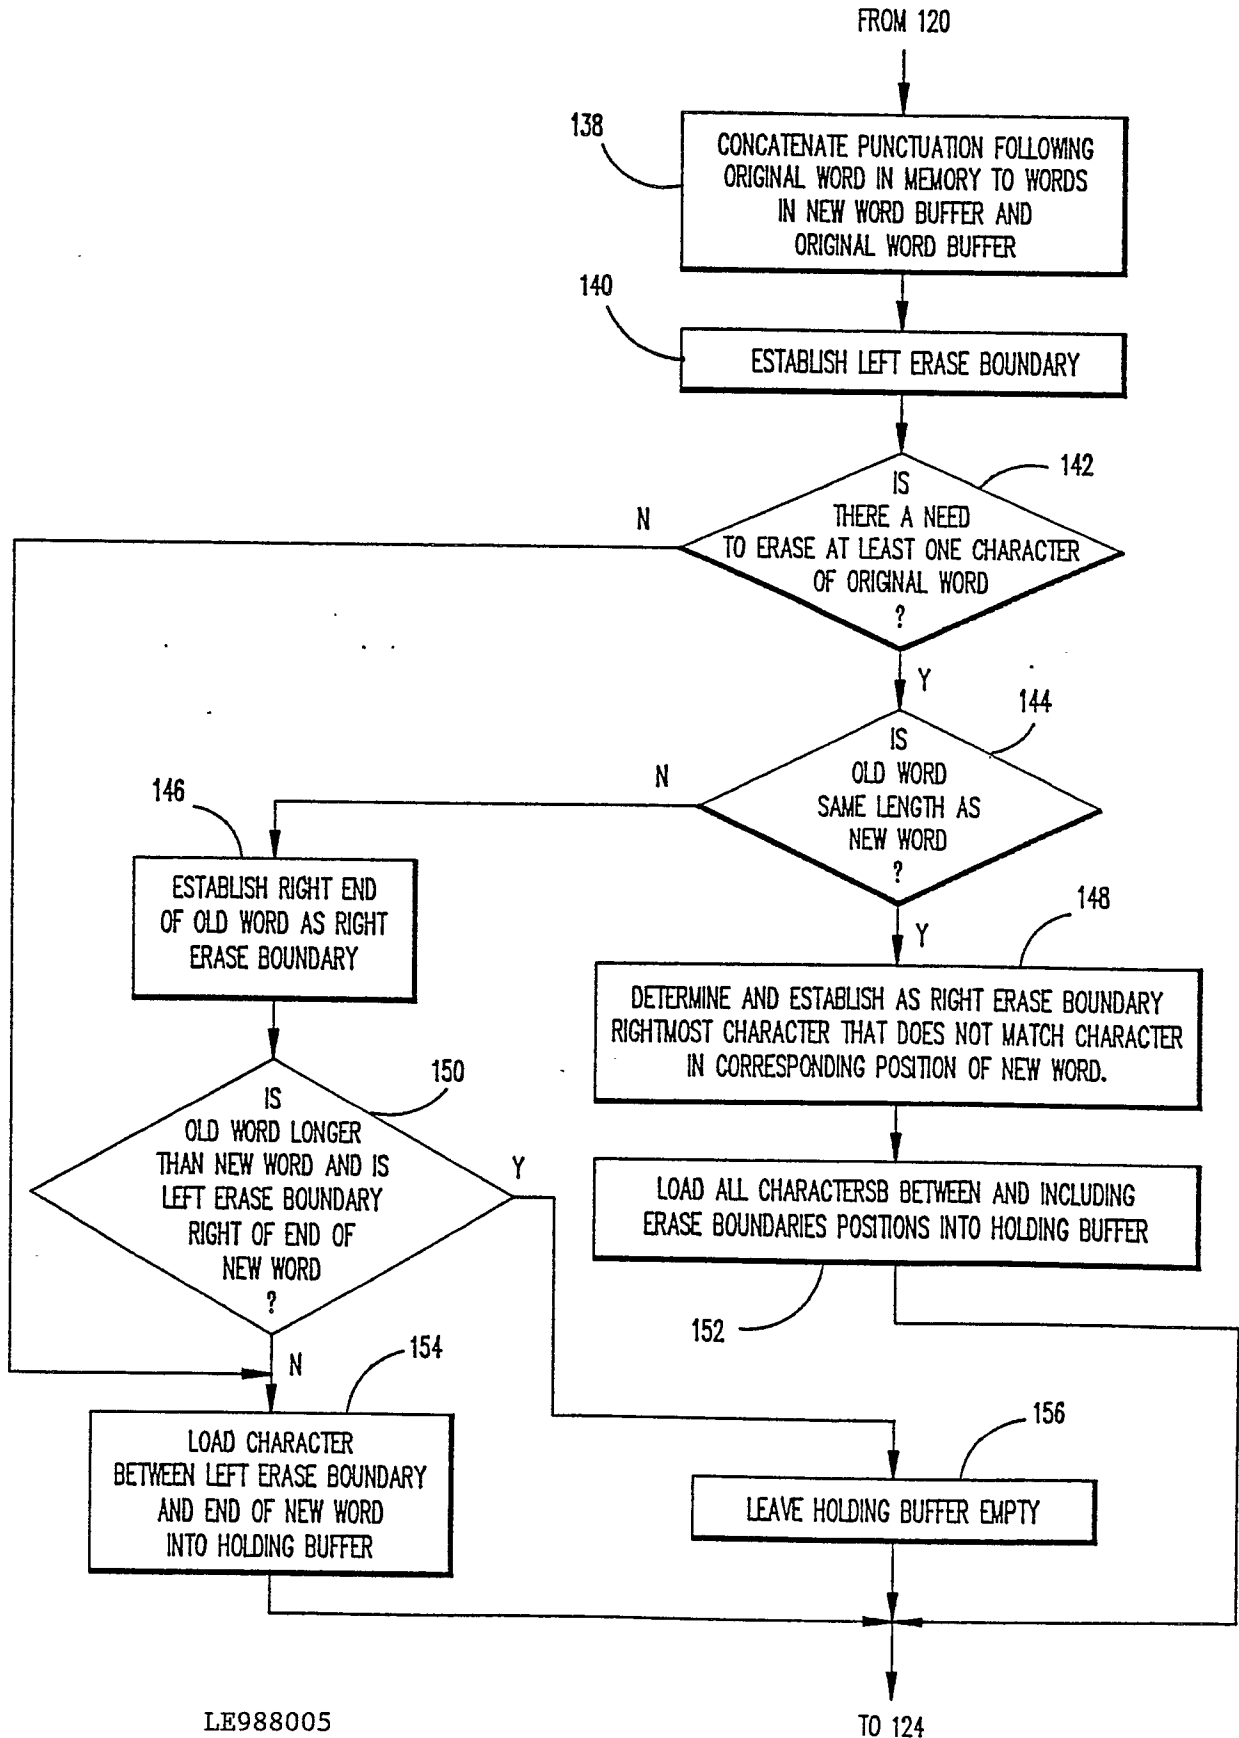 FROM 120
138
CONCATENATE PUNCTUATION FOLLOWING
ORIGINAL WORD IN MEMORY TO WORDS
IN NEW WORD BUFFER AND
ORIGINAL WORD BUFFER
140
ESTABLISH LEFT ERASE BOUNDARY
142
IS
THERE A NEED
TO ERASE AT LEAST ONE CHARACTER
OF ORIGINAL WORD
?
N
Y
144
IS
OLD WORD
SAME LENGTH AS
NEW WORD
?
N
Y
146
ESTABLISH RIGHT END
OF OLD WORD AS RIGHT
ERASE BOUNDARY
148
DETERMINE AND ESTABLISH AS RIGHT ERASE BOUNDARY
RIGHTMOST CHARACTER THAT DOES NOT MATCH CHARACTER
IN CORRESPONDING POSITION OF NEW WORD.
150
IS
OLD WORD LONGER
THAN NEW WORD AND IS
LEFT ERASE BOUNDARY
RIGHT OF END OF
NEW WORD
?
Y
N
LOAD ALL CHARACTERSB BETWEEN AND INCLUDING
ERASE BOUNDARIES POSITIONS INTO HOLDING BUFFER
152
154
LOAD CHARACTER
BETWEEN LEFT ERASE BOUNDARY
AND END OF NEW WORD
INTO HOLDING BUFFER
156
LEAVE HOLDING BUFFER EMPTY
LE988005
TO 124